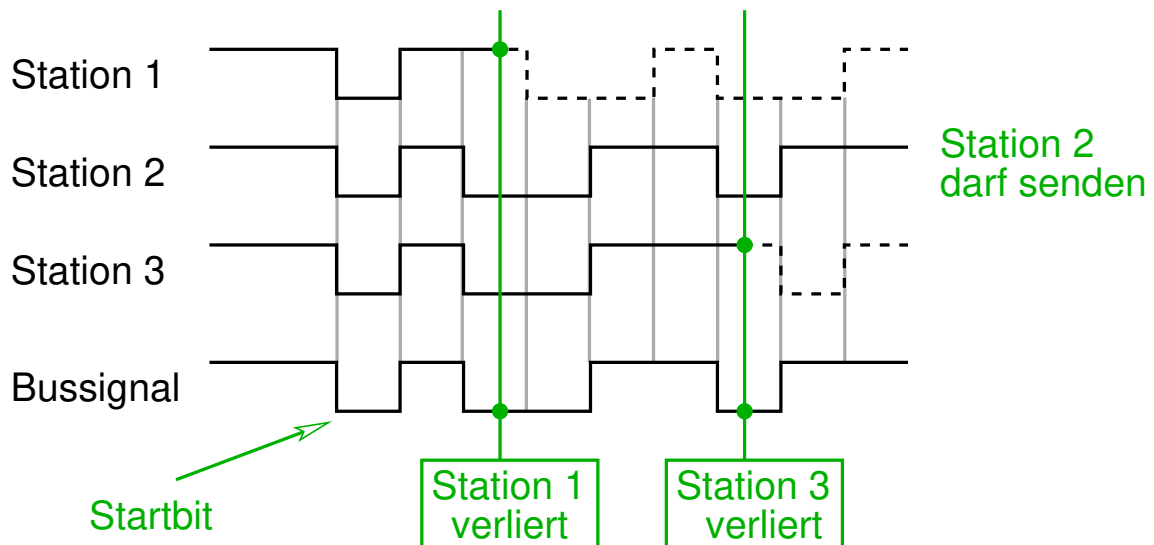 Station 1
Station 2
Station 2
darf senden
Station 3
Bussignal
Startbit
Station 1
verliert
Station 3
verliert